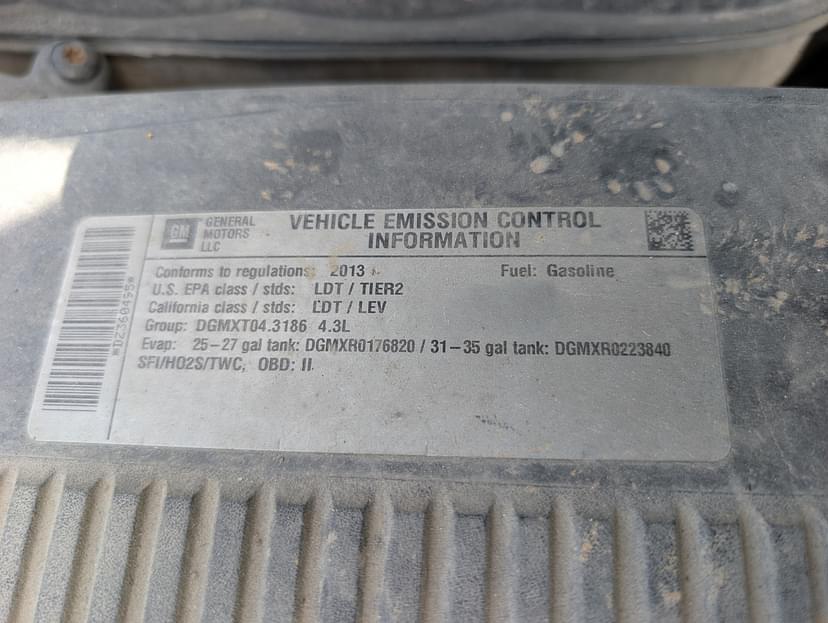 GM GENERAL MOTORS LLC
VEHICLE EMISSION CONTROL
INFORMATION
Conforms to regulations: 2013
Fuel: Gasoline
U.S. EPA class / stds: LDT / TIER2
California class / stds: LDT / LEV
Group: DGMXT04.3186 4.3L
Evap: 25-27 gal tank: DGMXR0176820 / 31-35 gal tank: DGMXR0223840
SFI/HO2S/TWC, OBD: II
*D2360495*